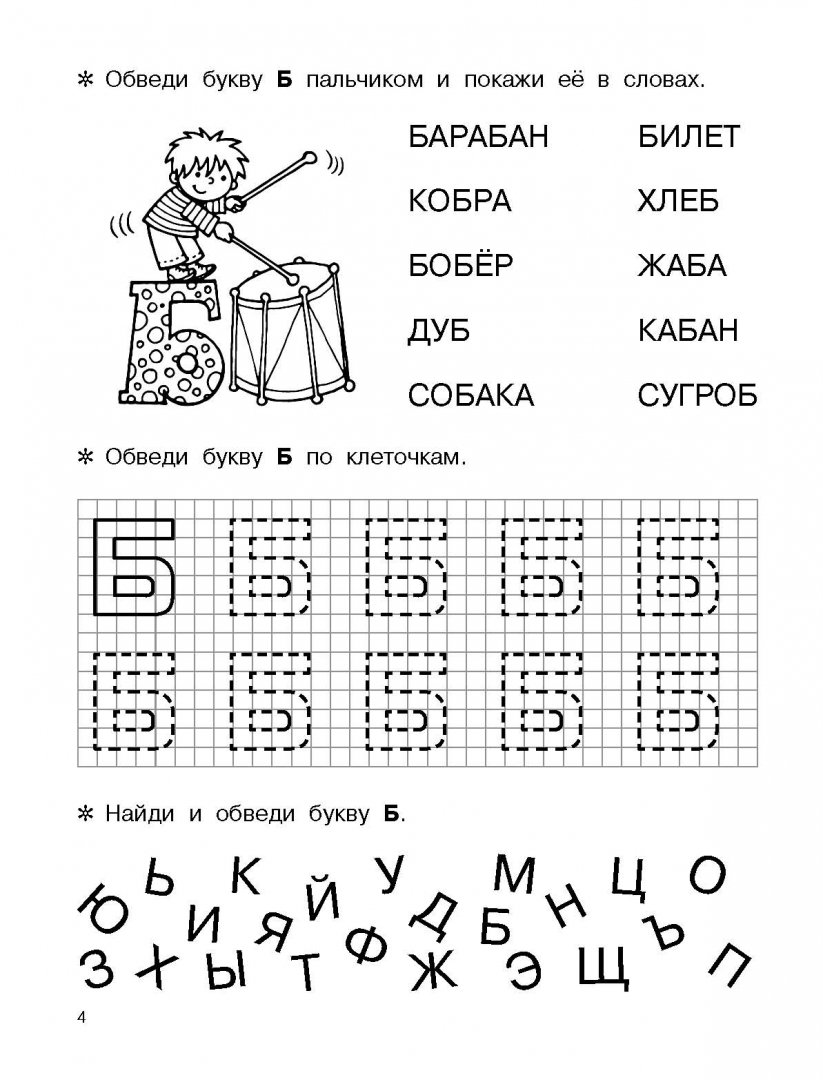 ✲ Обведи букву Б пальчиком и покажи её в словах.
БАРАБАН БИЛЕТ
КОБРА ХЛЕБ
БОБЁР ЖАБА
ДУБ КАБАН
СОБАКА СУГРОБ
Б
✲ Обведи букву Б по клеточкам.
Б Б Б Б Б
Б Б Б Б Б
✲ Найди и обведи букву Б.
Ь К У М Ц О
Ю И Я Й Д Б Н Ъ
З Х Ы Т Ф Ж Э Щ П
4